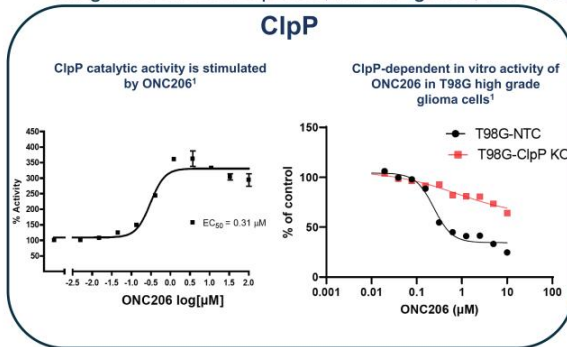 ClpP
ClpP catalytic activity is stimulated
by ONC206¹
% Activity
450
400
350
300
250
200
150
100
50
EC50 = 0.31 µM
-2.5 -2.0 -1.5 -1.0 -0.5 0.0 0.5 1.0 1.5 2.0
ONC206 log[µM]
ClpP-dependent in vitro activity of
ONC206 in T98G high grade
glioma cells¹
% of control
150
100
50
0
T98G-NTC
T98G-ClpP KO
0.001 0.01 0.1 1 10 100
ONC206 (µM)